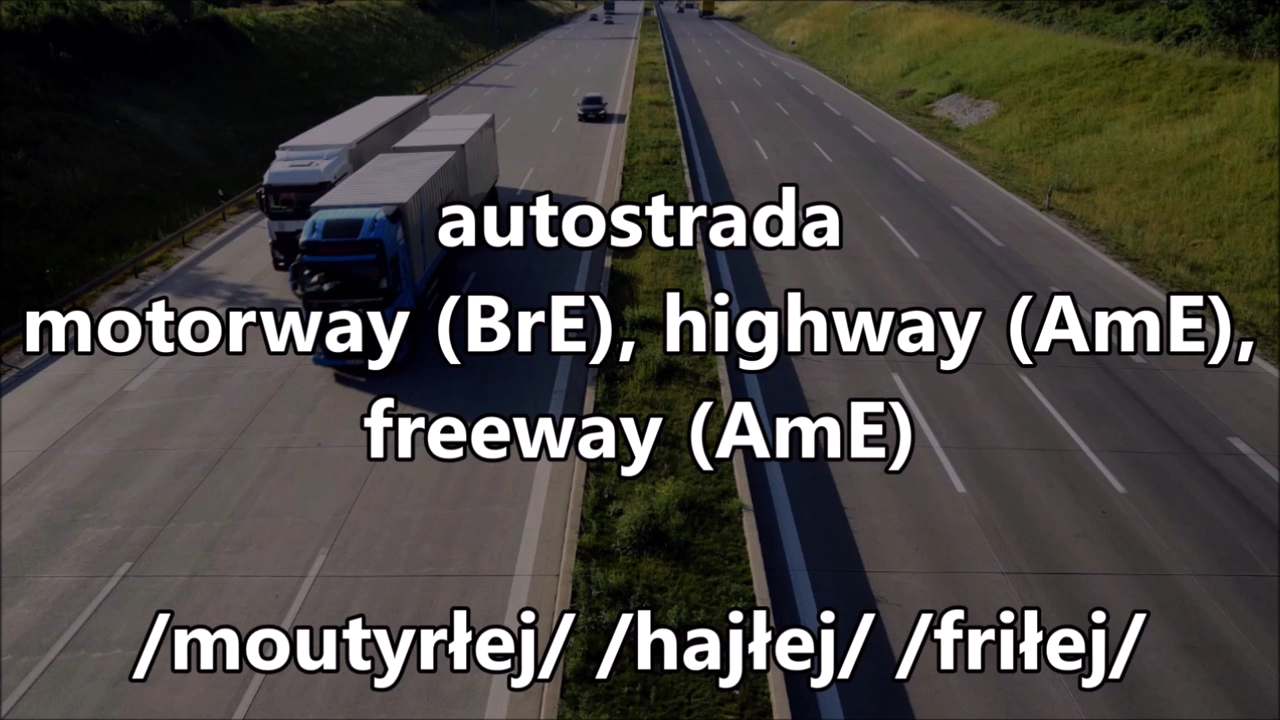 autostrada
motorway (BrE), highway (AmE),
freeway (AmE)
/moutyrłej/ /hajłej/ /friłej/